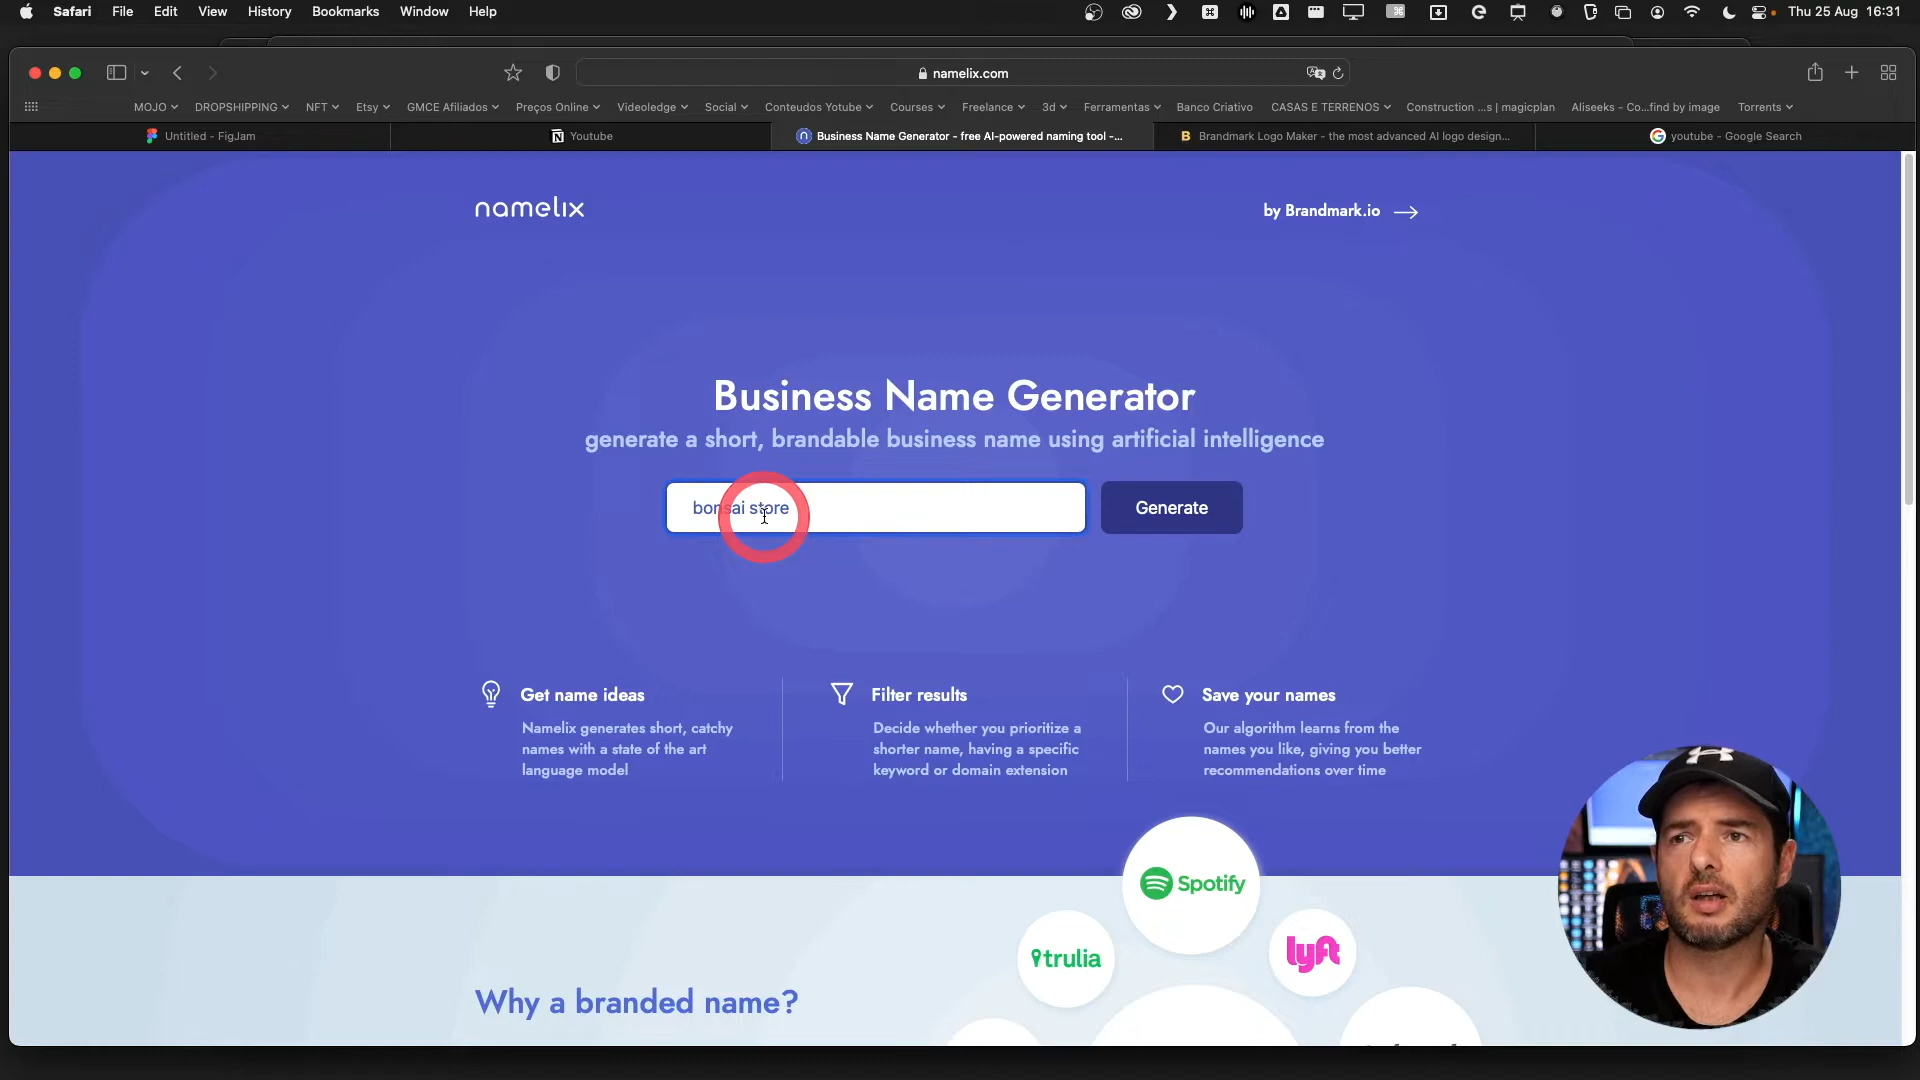 Safari File Edit View History Bookmarks Window Help Thu 25 Aug 16:31
namelix.com
MOJO DROPSHIPPING NFT Etsy GMCE Afiliados Preços Online Videoledge Social Conteudos Yotube Courses Freelance 3d Ferramentas Banco Criativo CASAS E TERRENOS Construction ...s | magicplan Aliseeks - Co...find by image Torrents
Untitled - FigJam Youtube Business Name Generator - free AI-powered naming tool -... Brandmark Logo Maker - the most advanced AI logo design... youtube - Google Search
namelix
by Brandmark.io
Business Name Generator
generate a short, brandable business name using artificial intelligence
bonsai store
Generate
Get name ideas
Namelix generates short, catchy
names with a state of the art
language model
Filter results
Decide whether you prioritize a
shorter name, having a specific
keyword or domain extension
Save your names
Our algorithm learns from the
names you like, giving you better
recommendations over time
Spotify
trulia
lyft
Why a branded name?